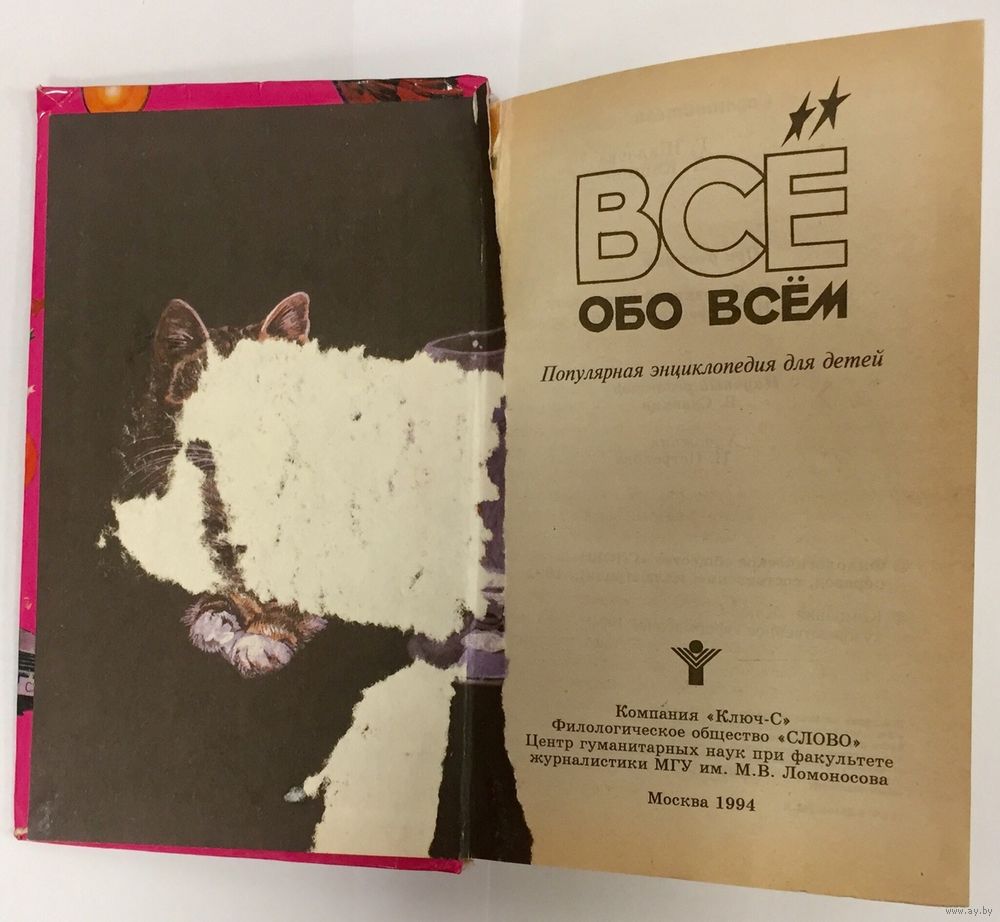 ВСЁ
ОБО ВСЁМ
Популярная энциклопедия для детей
Компания «Ключ-С»
Филологическое общество «СЛОВО»
Центр гуманитарных наук при факультете
журналистики МГУ им. М.В. Ломоносова
Москва 1994
www.ay.by